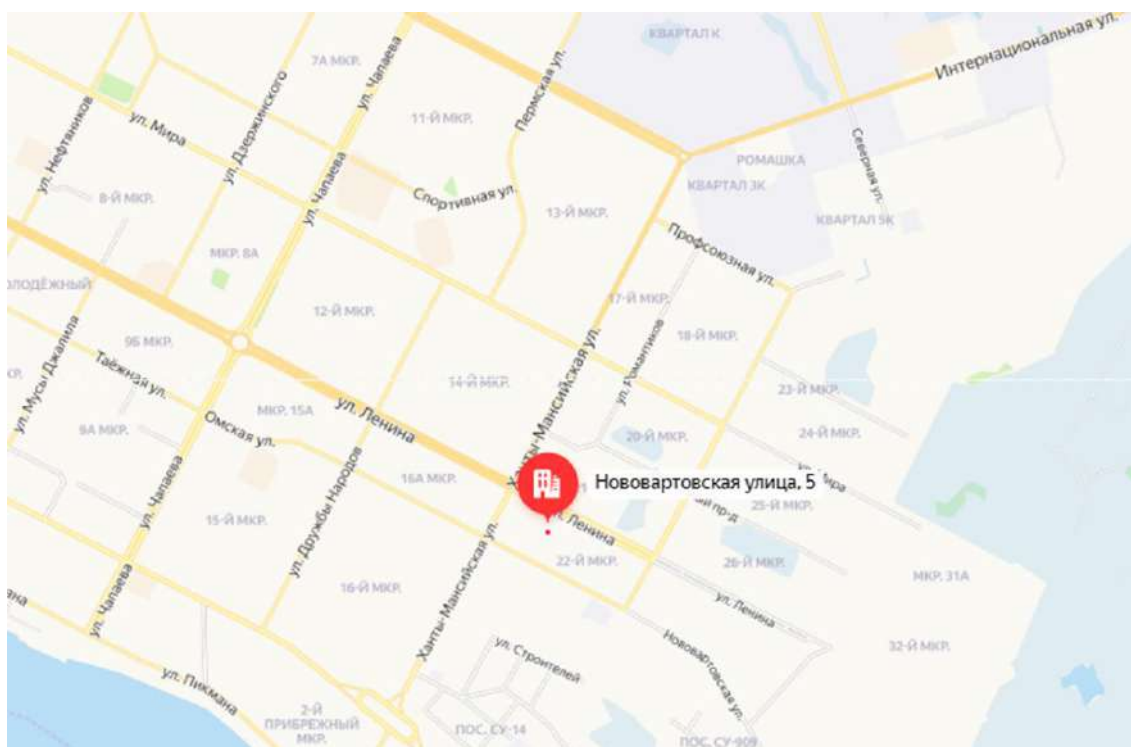 КВАРТАЛ К
Интернациональная ул.
7А МКР.
ул. Чапаева
Пермская ул.
ул. Нефтяников
ул. Мира
ул. Дзержинского
11-Й МКР.
Северная ул.
РОМАШКА
КВАРТАЛ 3К
8-Й МКР.
ул. Чапаева
Спортивная ул.
13-Й МКР.
КВАРТАЛ 5К
МКР. 8А
Профсоюзная ул.
17-Й МКР.
12-Й МКР.
18-Й МКР.
9Б МКР.
ул. Мусы Джалиля
Таёжная ул.
ул. Романтиков
Ханты-Мансийская ул.
14-Й МКР.
23-Й МКР.
МКР. 15А
ул. Ленина
9А МКР.
Омская ул.
20-Й МКР.
24-Й МКР.
16А МКР.
Нововартовская улица, 5
ул. Мира
ул. Чапаева
15-Й МКР.
ул. Дружбы Народов
Ленина
пр-д
25-Й МКР.
22-Й МКР.
26-Й МКР.
МКР. 31А
16-Й МКР.
Ханты-Мансийская ул.
ул. Ленина
ул. Чапаева
ул. Строителей
Нововартовская ул.
32-Й МКР.
ул. Пикмана
2-Й
ПРИБРЕЖНЫЙ
МКР.
ПОС. СУ-14
ПОС. СУ-909